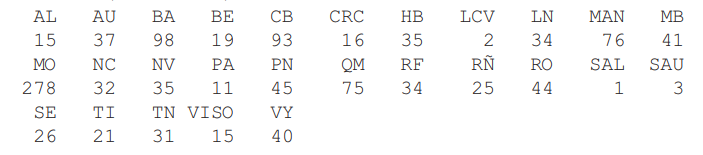 AL AU BA BE CB CRC HB LCV LN MAN MB
15 37 98 19 93 16 35 2 34 76 41
MO NC NV PA PN QM RF RÑ RO SAL SAU
278 32 35 11 45 75 34 25 44 1 3
SE TI TN VISO VY
26 21 31 15 40